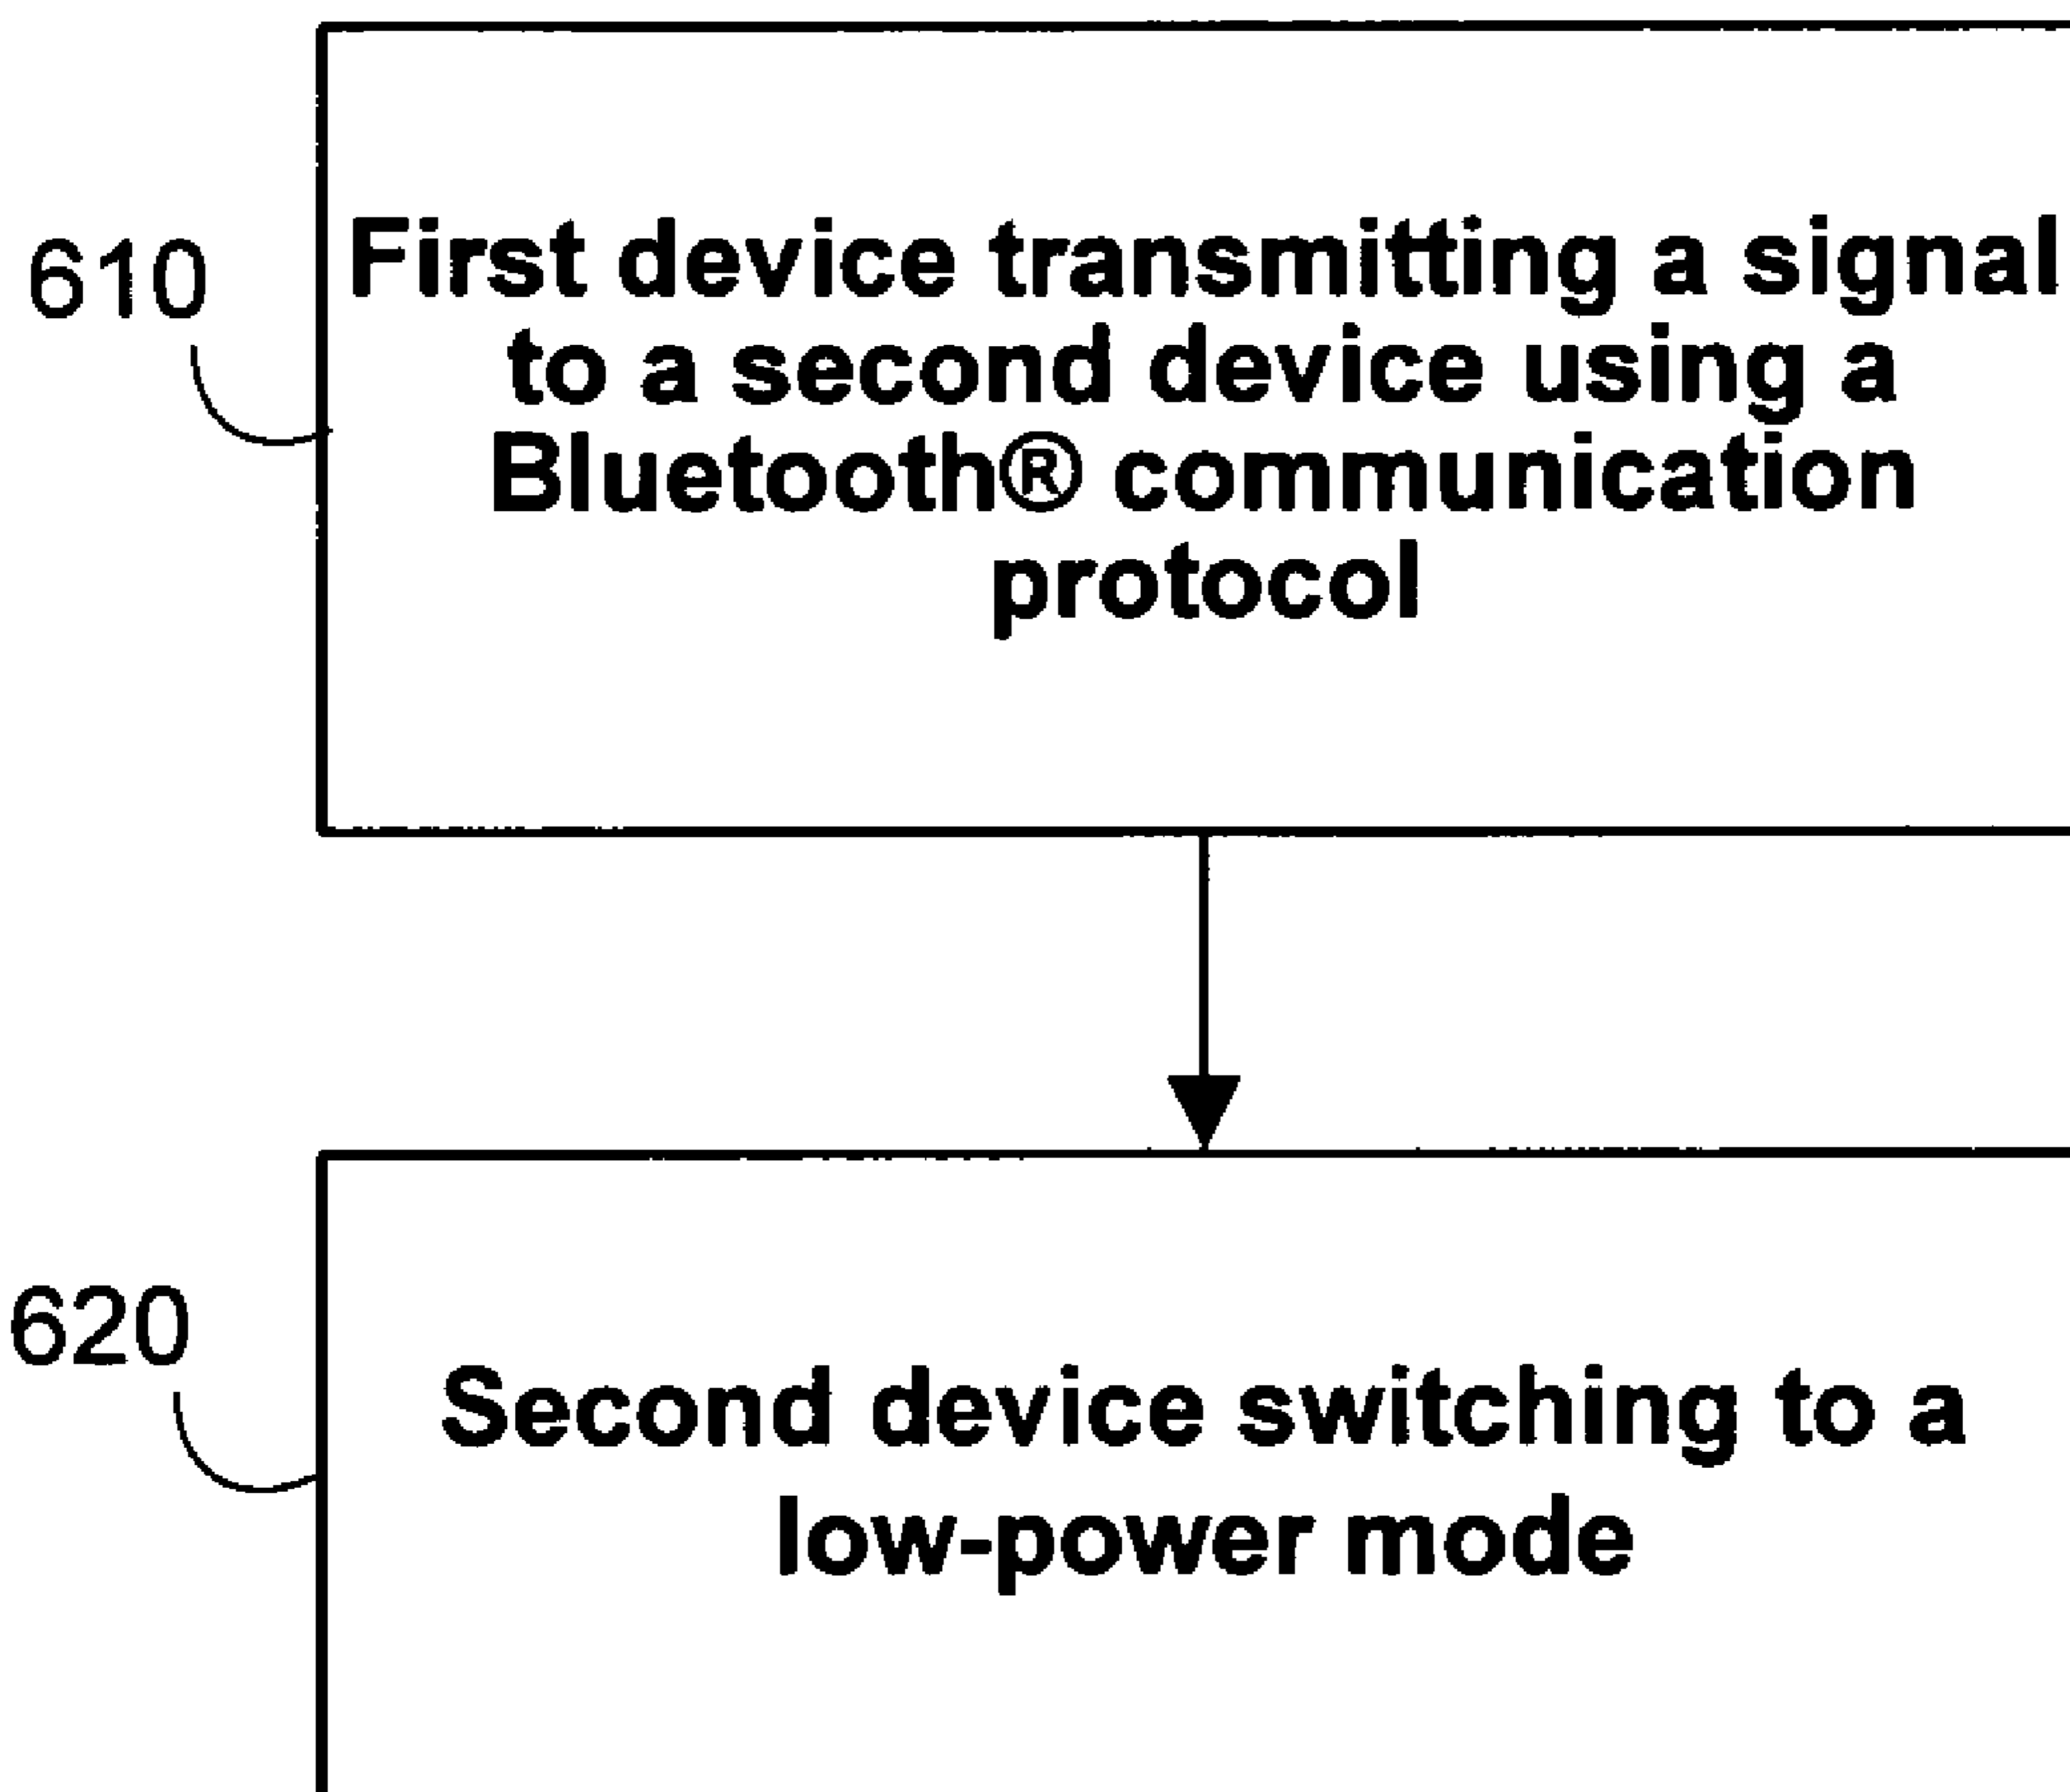 610
First device transmitting a signal
to a second device using a
Bluetooth® communication
protocol
620
Second device switching to a
low-power mode